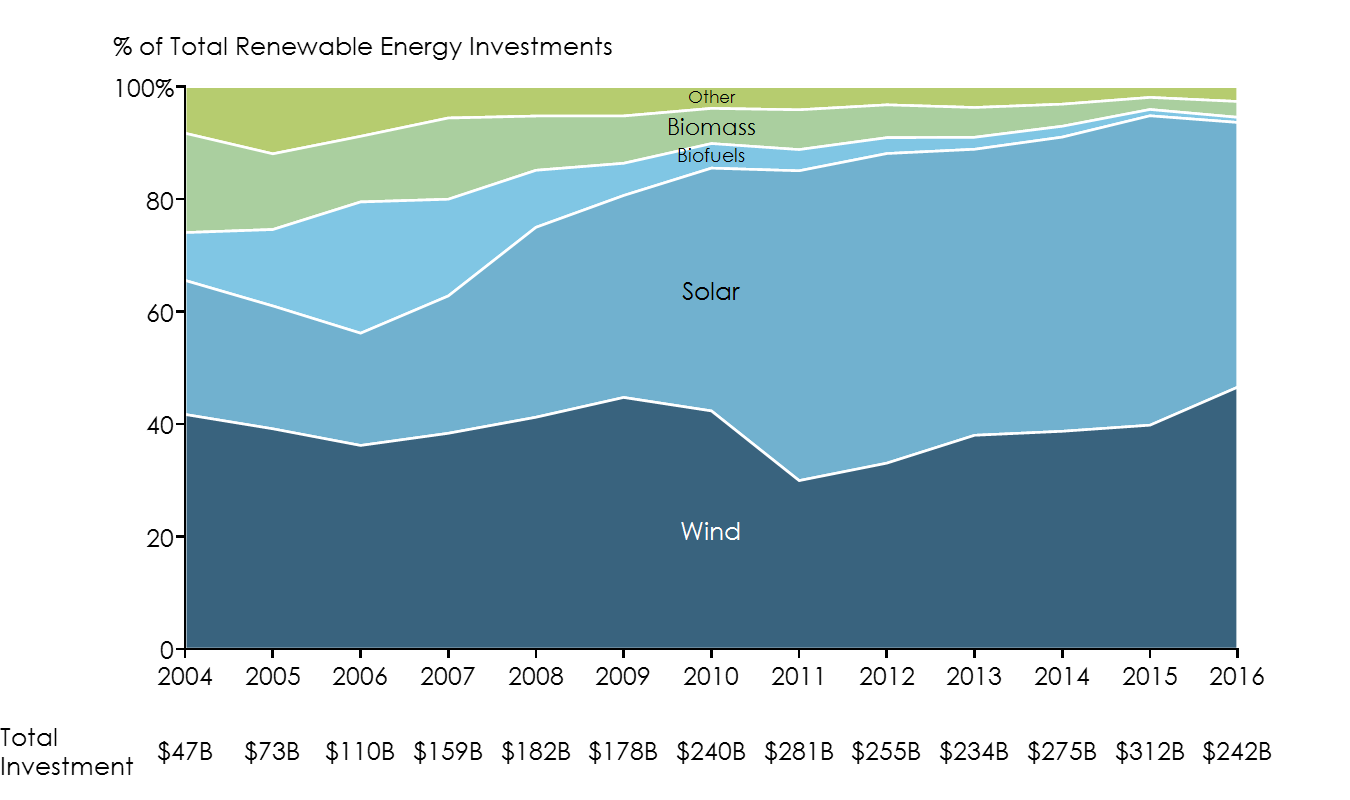 % of Total Renewable Energy Investments
100%
Other
Biomass
Biofuels
80
Solar
60
40
Wind
20
0
2004 2005 2006 2007 2008 2009 2010 2011 2012 2013 2014 2015 2016
Total
Investment
$47B $73B $110B $159B $182B $178B $240B $281B $255B $234B $275B $312B $242B